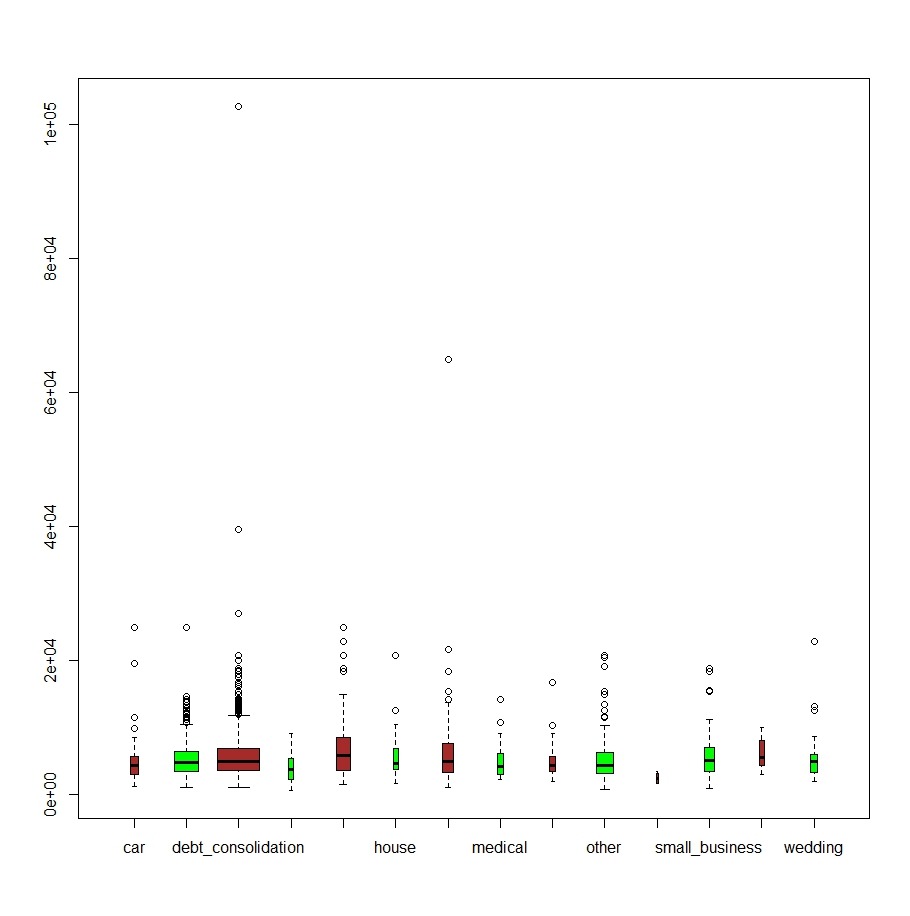 1e+05
8e+04
6e+04
4e+04
2e+04
0e+00
car debt_consolidation house medical other small_business wedding